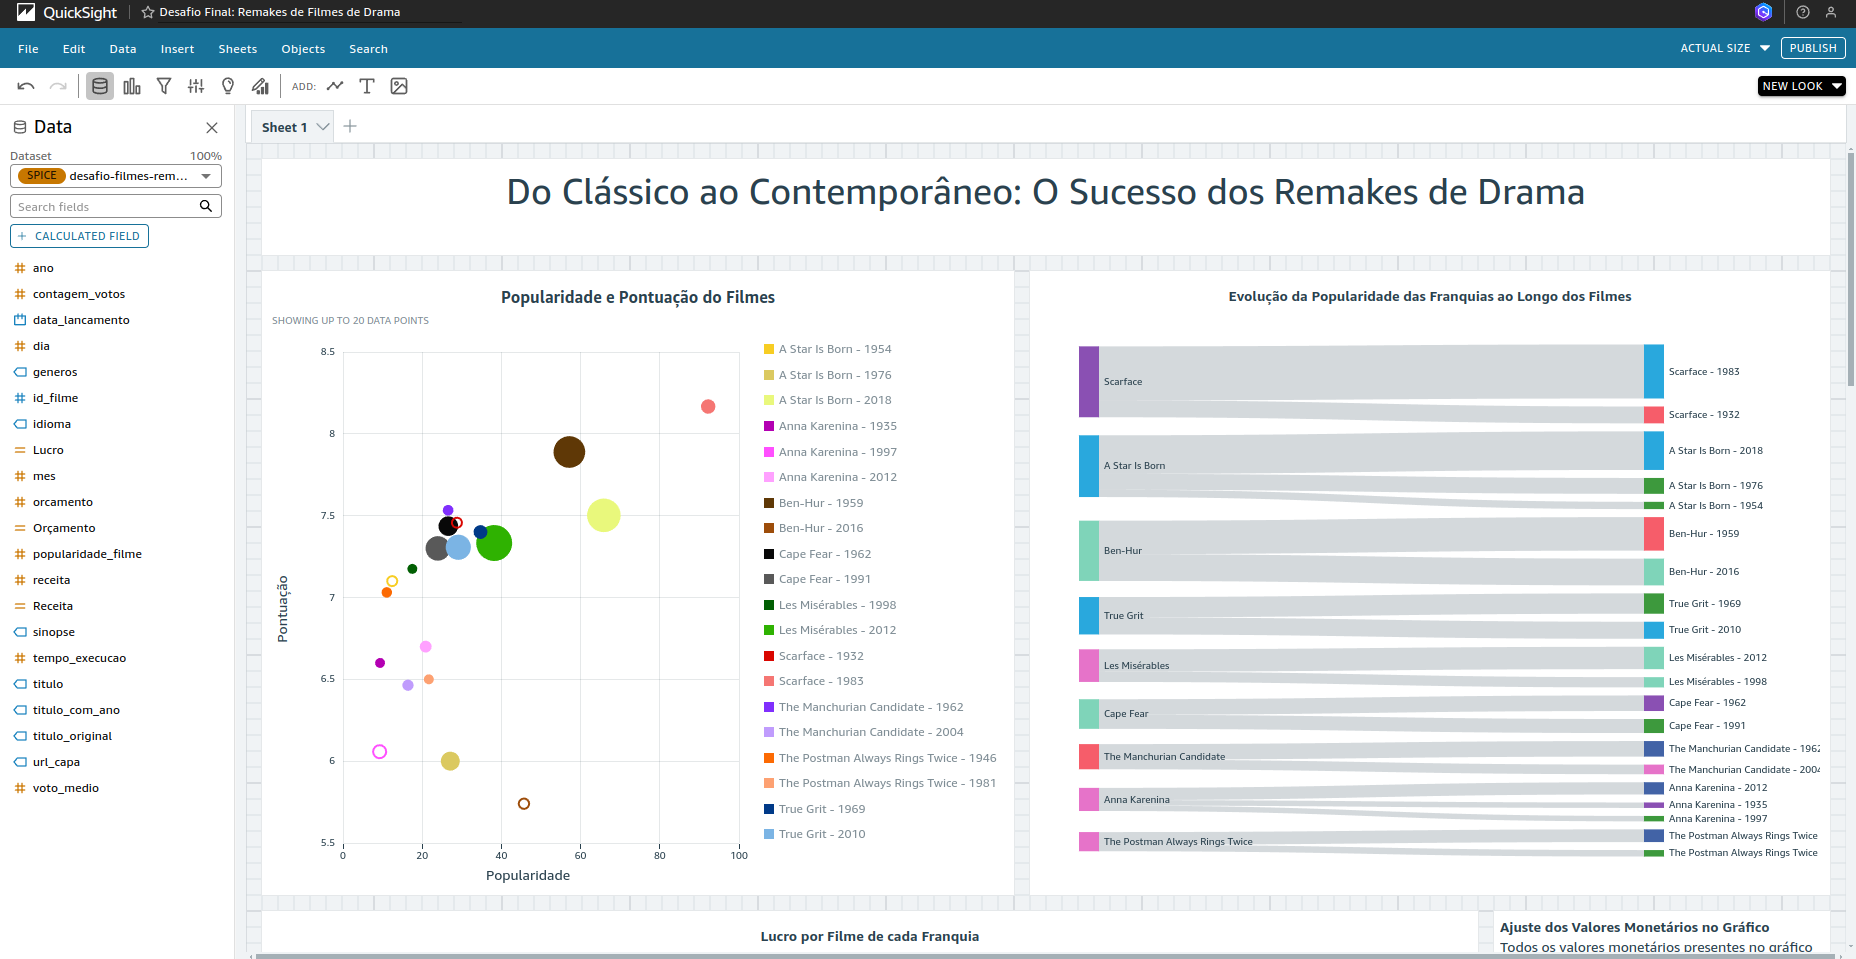 QuickSight
Desafio Final: Remakes de Filmes de Drama
File Edit Data Insert Sheets Objects Search
ACTUAL SIZE
PUBLISH
ADD:
NEW LOOK
Data
Dataset 100%
SPICE desafio-filmes-rem...
Search fields
CALCULATED FIELD
ano
contagem_votos
data_lancamento
dia
generos
id_filme
idioma
Lucro
mes
orcamento
Orçamento
popularidade_filme
receita
Receita
sinopse
tempo_execucao
titulo
titulo_com_ano
titulo_original
url_capa
voto_medio
Sheet 1
Do Clássico ao Contemporâneo: O Sucesso dos Remakes de Drama
Popularidade e Pontuação do Filmes
SHOWING UP TO 20 DATA POINTS
Pontuação
8.5
8
7.5
7
6.5
6
5.5
0 20 40 60 80 100
Popularidade
A Star Is Born - 1954
A Star Is Born - 1976
A Star Is Born - 2018
Anna Karenina - 1935
Anna Karenina - 1997
Anna Karenina - 2012
Ben-Hur - 1959
Ben-Hur - 2016
Cape Fear - 1962
Cape Fear - 1991
Les Misérables - 1998
Les Misérables - 2012
Scarface - 1932
Scarface - 1983
The Manchurian Candidate - 1962
The Manchurian Candidate - 2004
The Postman Always Rings Twice - 1946
The Postman Always Rings Twice - 1981
True Grit - 1969
True Grit - 2010
Evolução da Popularidade das Franquias ao Longo dos Filmes
Scarface
A Star Is Born
Ben-Hur
True Grit
Les Misérables
Cape Fear
The Manchurian Candidate
Anna Karenina
The Postman Always Rings Twice
Scarface - 1983
Scarface - 1932
A Star Is Born - 2018
A Star Is Born - 1976
A Star Is Born - 1954
Ben-Hur - 1959
Ben-Hur - 2016
True Grit - 1969
True Grit - 2010
Les Misérables - 2012
Les Misérables - 1998
Cape Fear - 1962
Cape Fear - 1991
The Manchurian Candidate - 1962
The Manchurian Candidate - 2004
Anna Karenina - 2012
Anna Karenina - 1935
Anna Karenina - 1997
The Postman Always Rings Twice
The Postman Always Rings Twice
Lucro por Filme de cada Franquia
Ajuste dos Valores Monetários no Gráfico
Todos os valores monetários presentes no gráfico